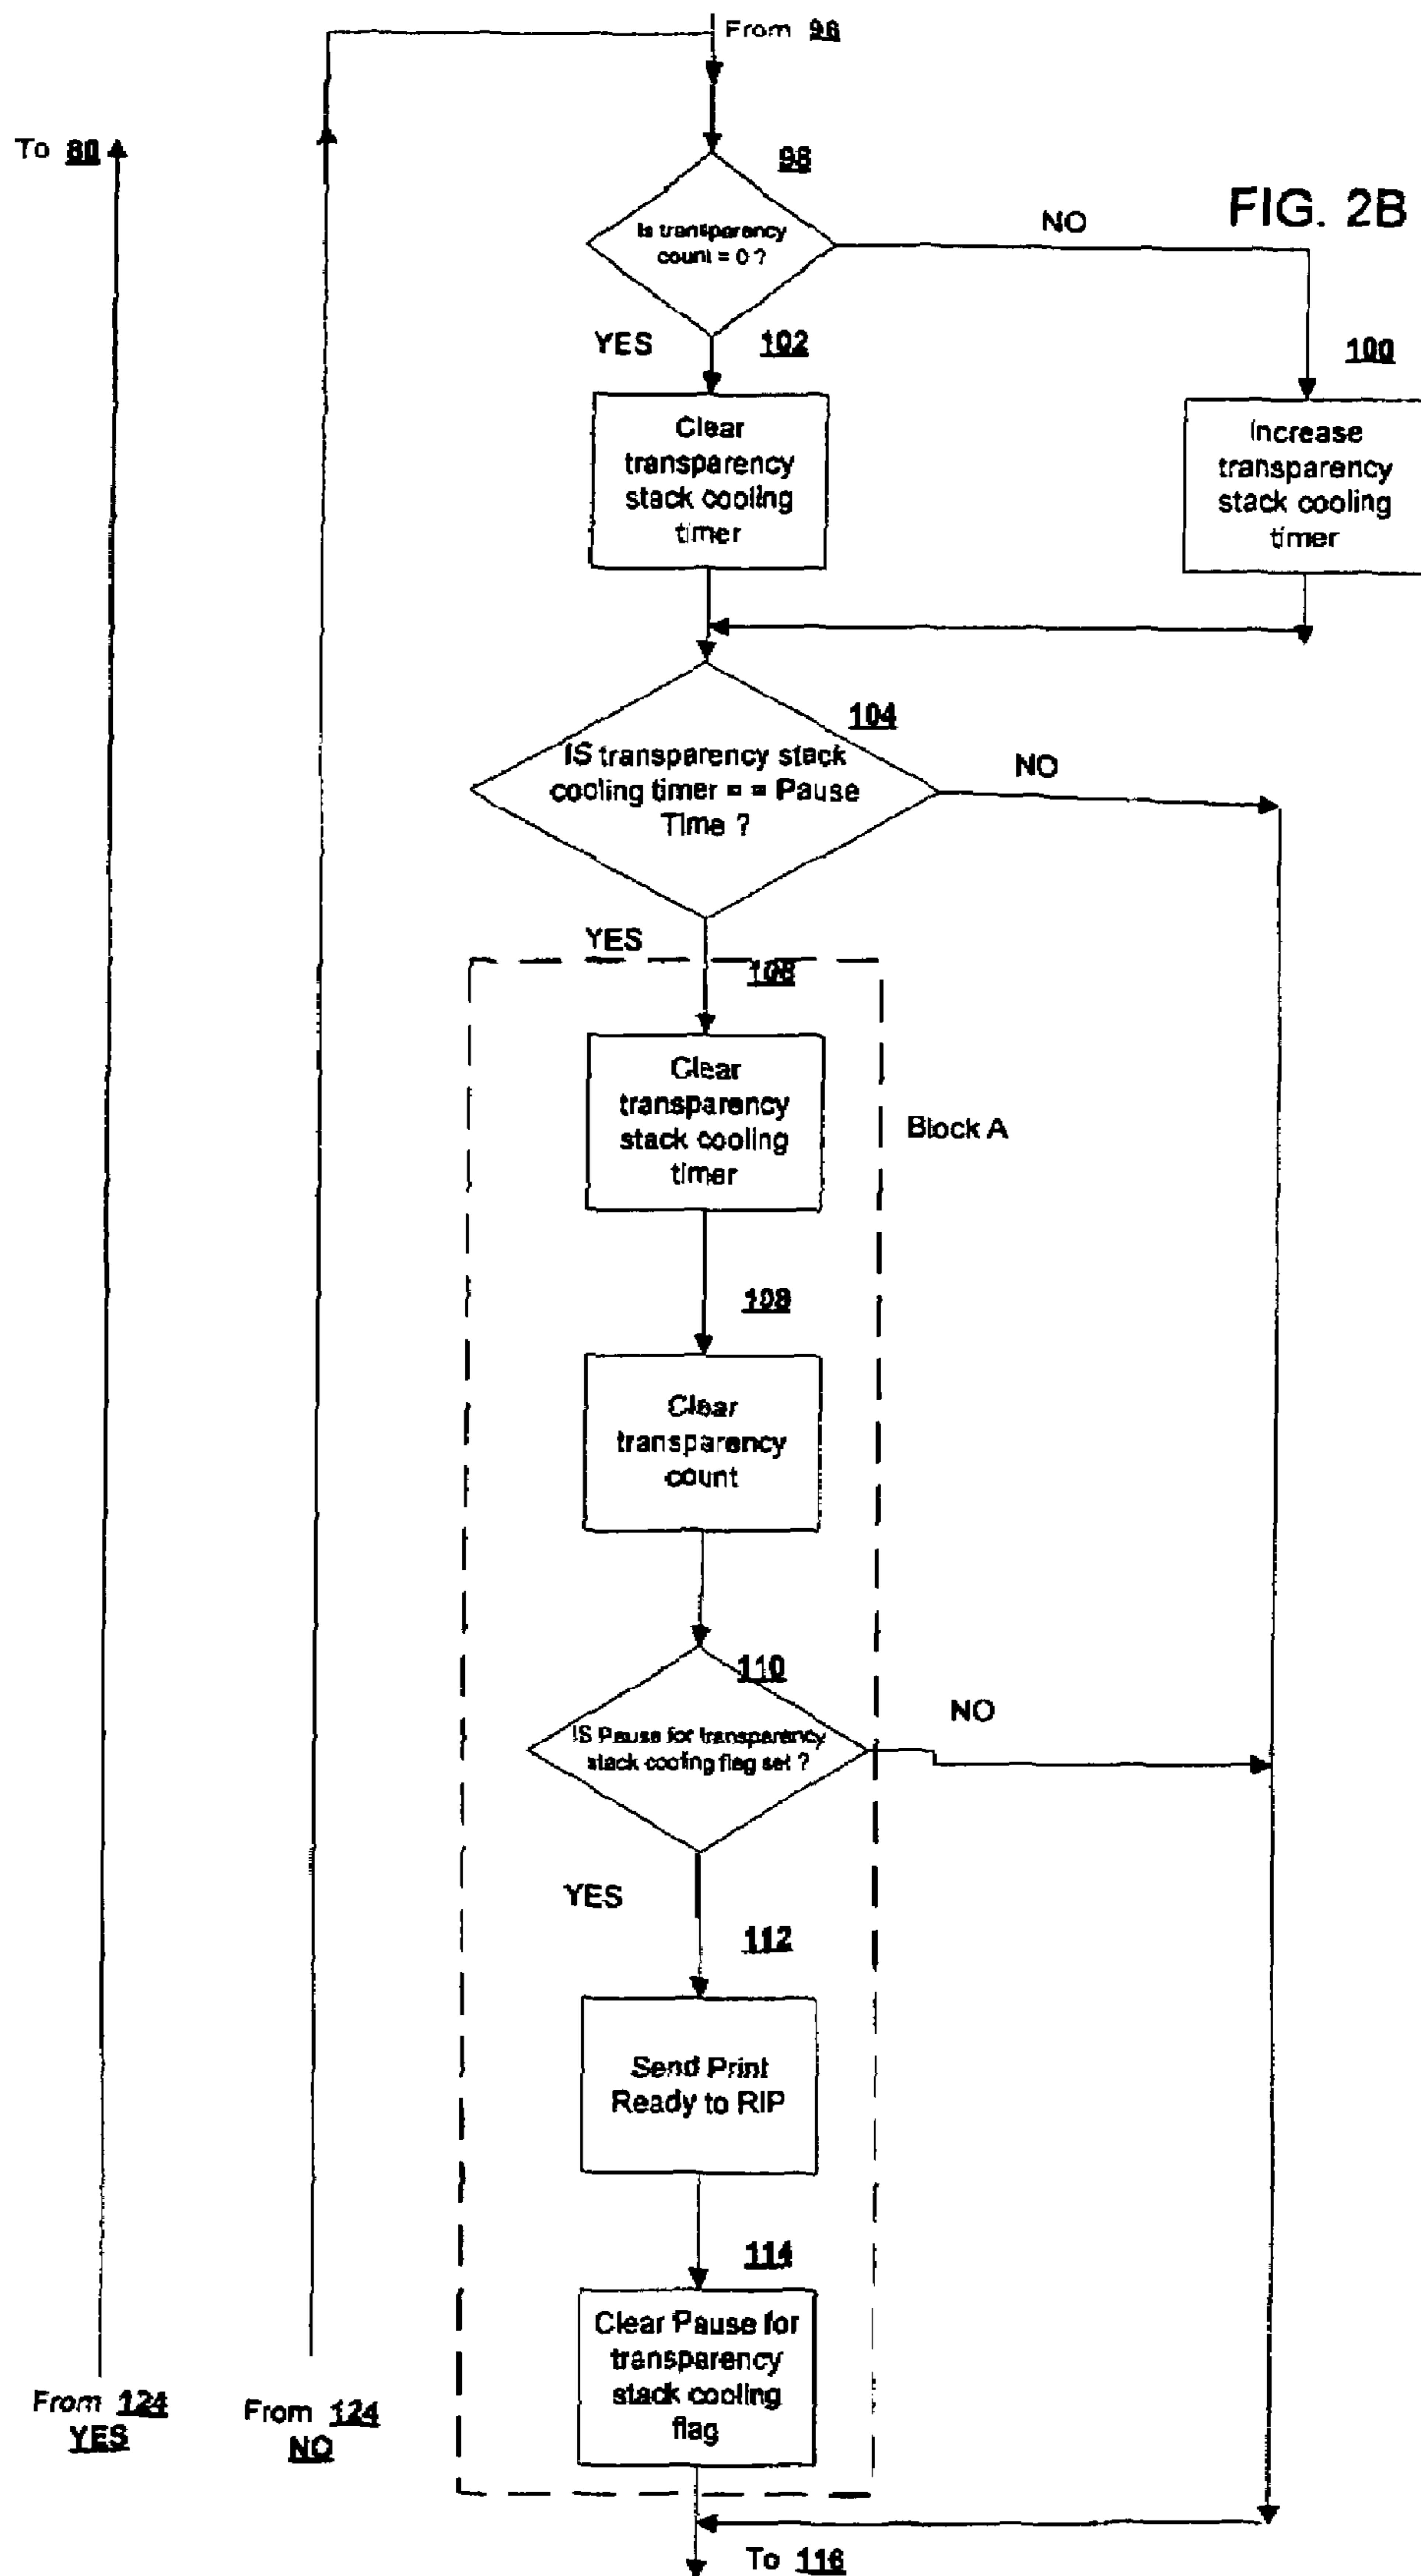 From 96
To 80
98
FIG. 2B
Is transparency
count = 0 ?
NO
YES
102
100
Clear
transparency
stack cooling
timer
Increase
transparency
stack cooling
timer
104
IS transparency stack
cooling timer = = Pause
Time ?
NO
YES
106
Clear
transparency
stack cooling
timer
Block A
108
Clear
transparency
count
110
IS Pause for transparency
stack cooling flag set ?
NO
YES
112
Send Print
Ready to RIP
114
Clear Pause for
transparency
stack cooling
flag
From 124
YES
From 124
NO
To 116